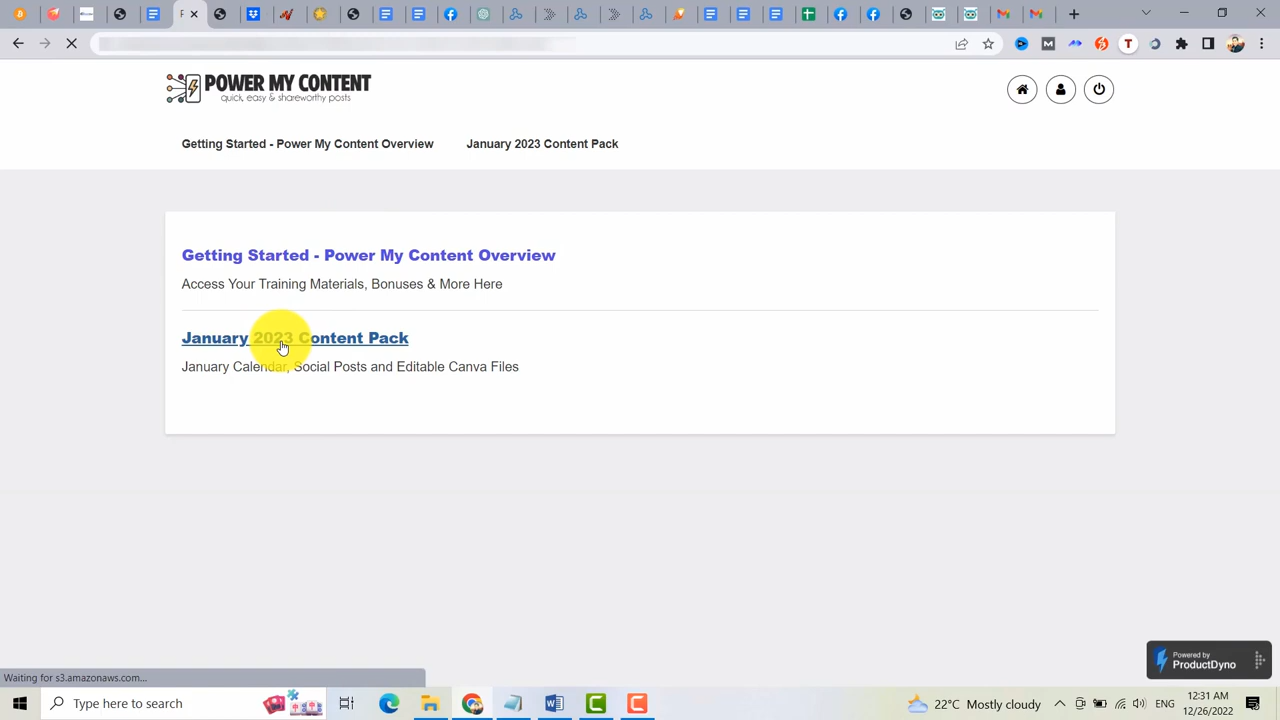 POWER MY CONTENT
quick, easy & shareworthy posts
Getting Started - Power My Content Overview
January 2023 Content Pack
Getting Started - Power My Content Overview
Access Your Training Materials, Bonuses & More Here
January 2023 Content Pack
January Calendar, Social Posts and Editable Canva Files
Powered by
ProductDyno
Waiting for s3.amazonaws.com...
Type here to search
22°C Mostly cloudy
ENG
12:31 AM
12/26/2022